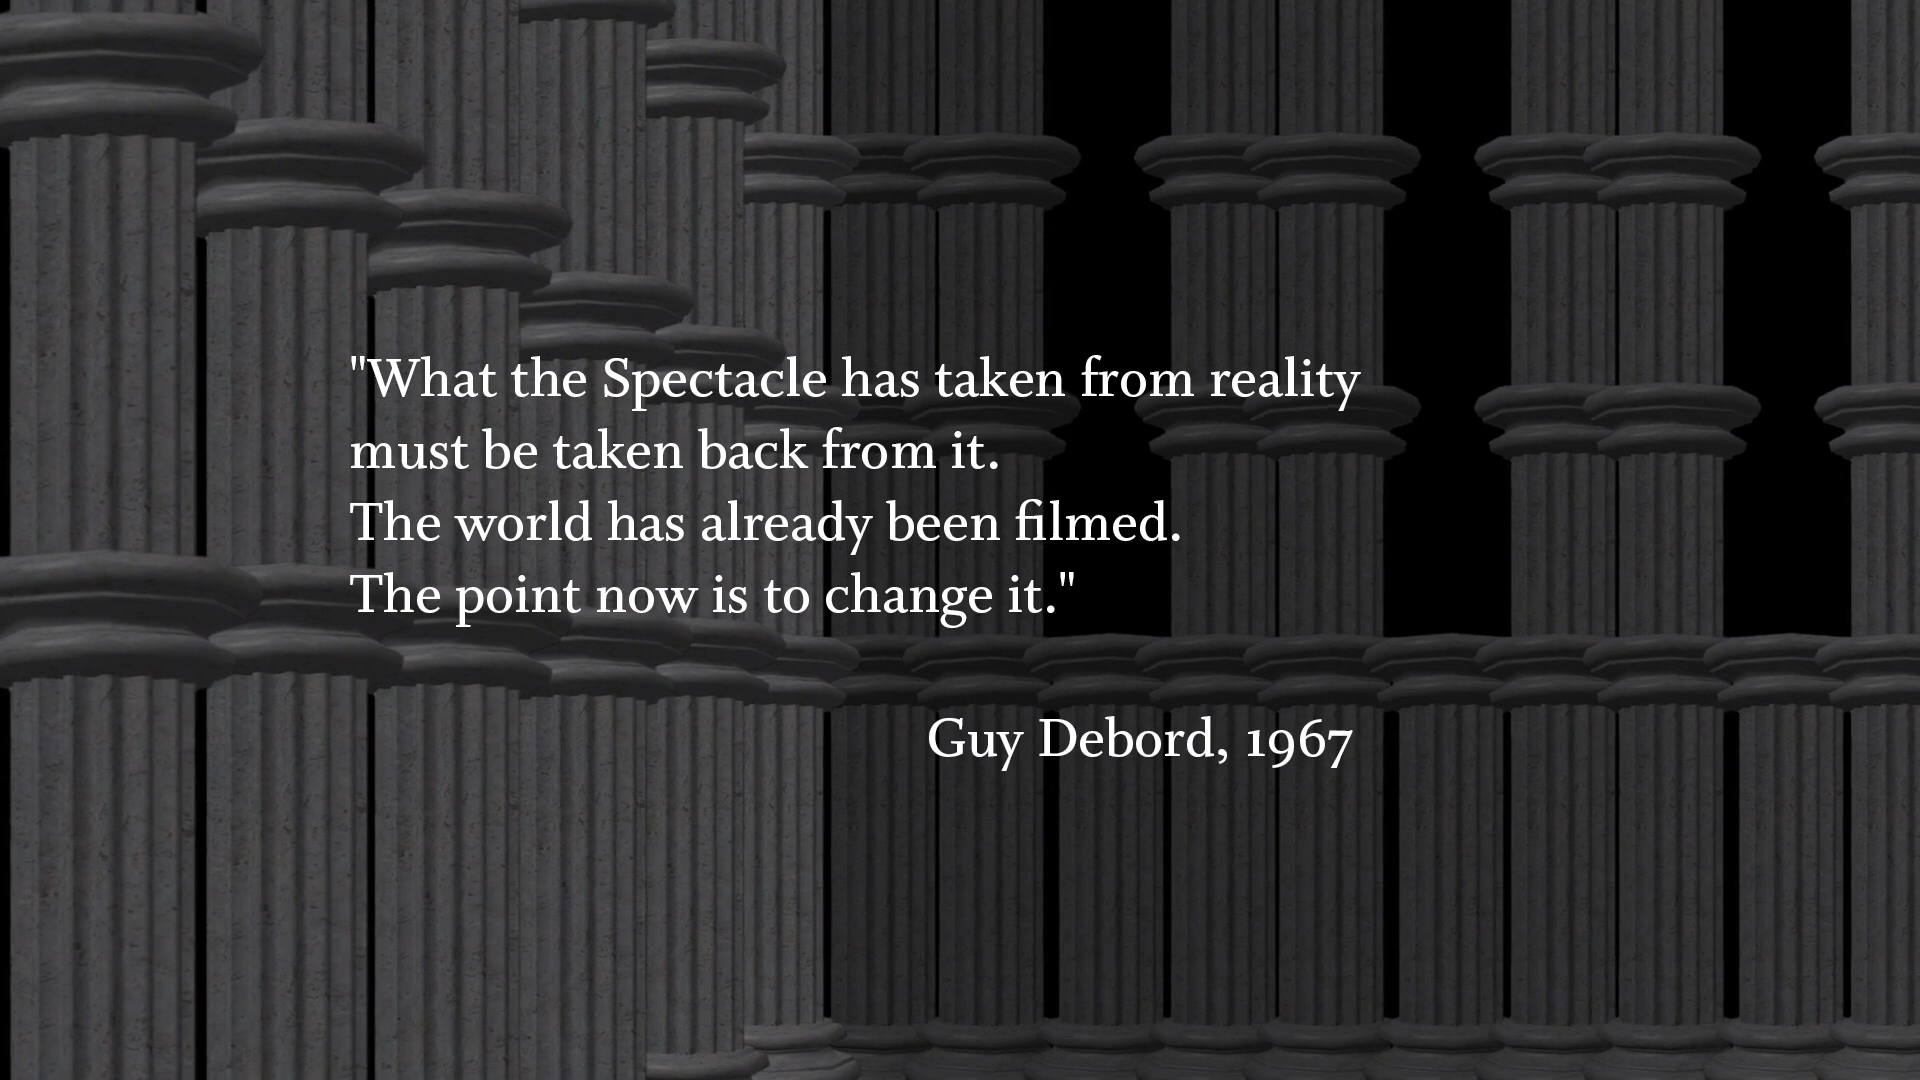 "What the Spectacle has taken from reality
must be taken back from it.
The world has already been filmed.
The point now is to change it."
Guy Debord, 1967